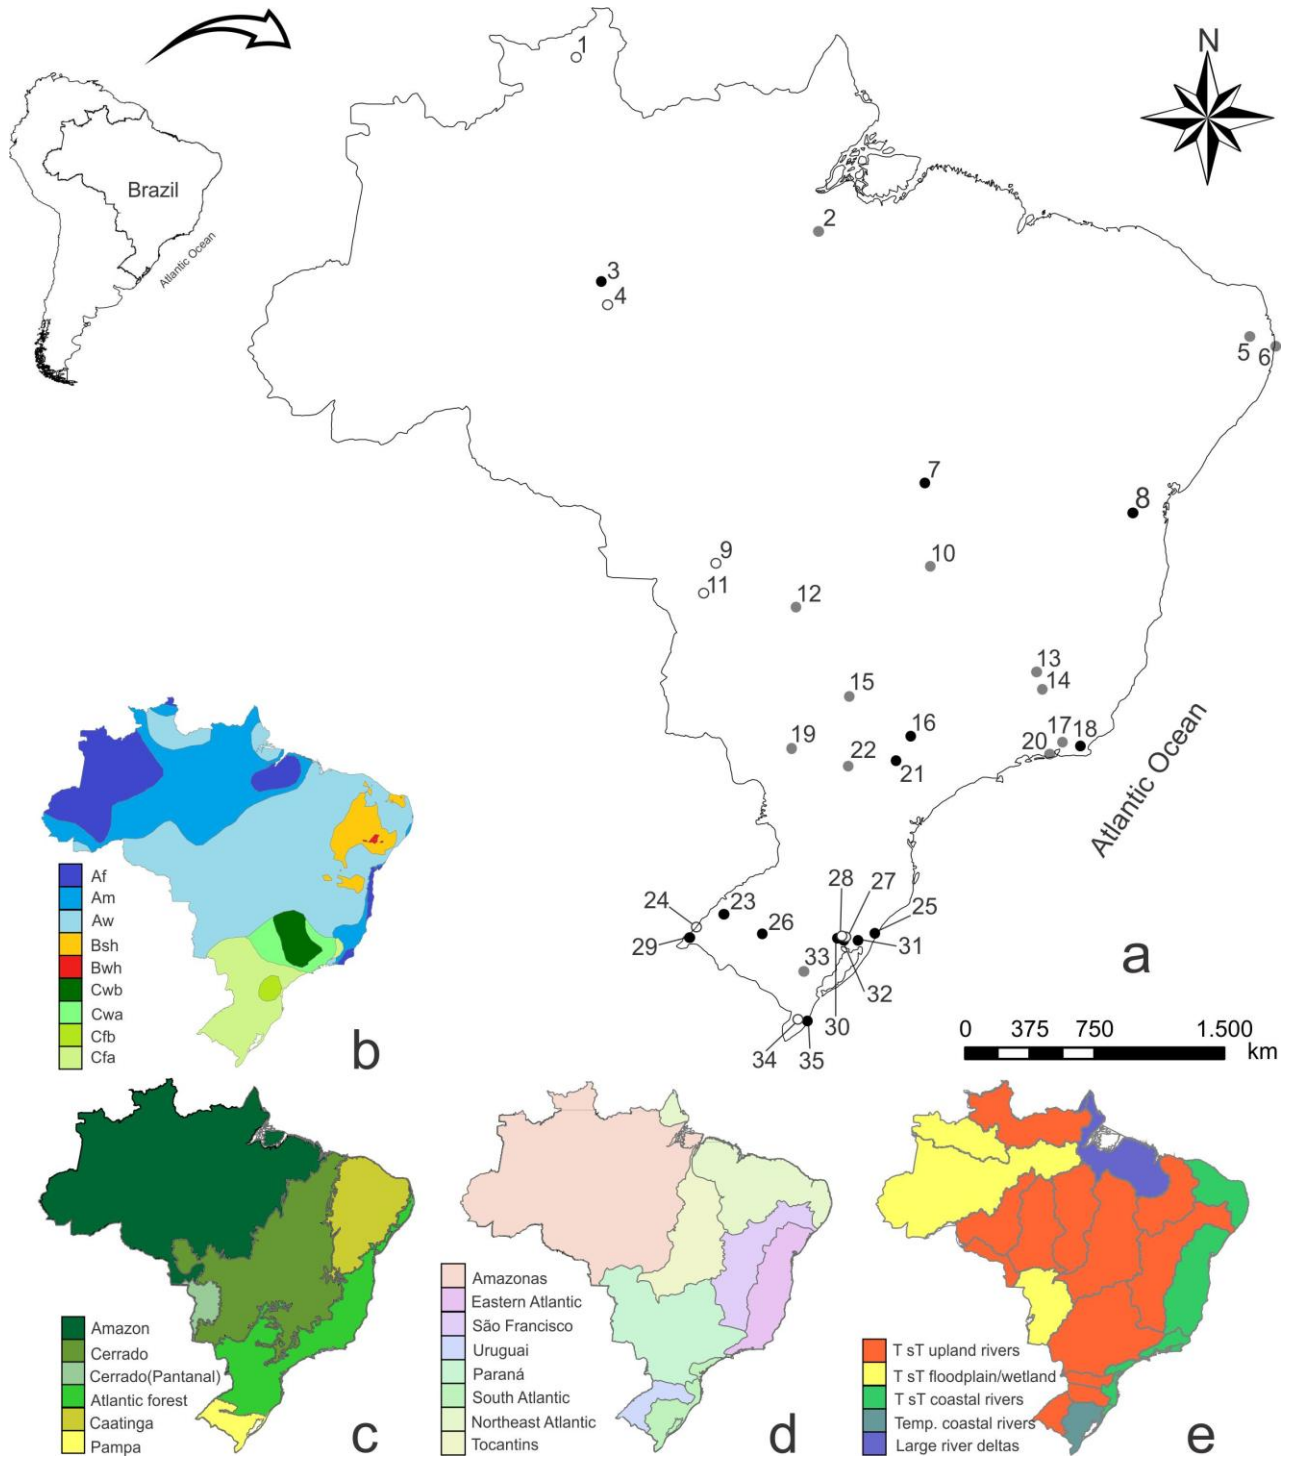 N
1
Brazil
Atlantic Ocean
2
3
4
5
6
7
8
9
10
11
12
13
14
15
16
17
18
19
20
21
22
Atlantic Ocean
23
24
25
26
27
28
29
30
31
32
33
34
35
a
0 375 750 1.500
km
Af
Am
Aw
Bsh
Bwh
Cwb
Cwa
Cfb
Cfa
b
Amazon
Cerrado
Cerrado(Pantanal)
Atlantic forest
Caatinga
Pampa
c
Amazonas
Eastern Atlantic
São Francisco
Uruguai
Paraná
South Atlantic
Northeast Atlantic
Tocantins
d
T sT upland rivers
T sT floodplain/wetland
T sT coastal rivers
Temp. coastal rivers
Large river deltas
e